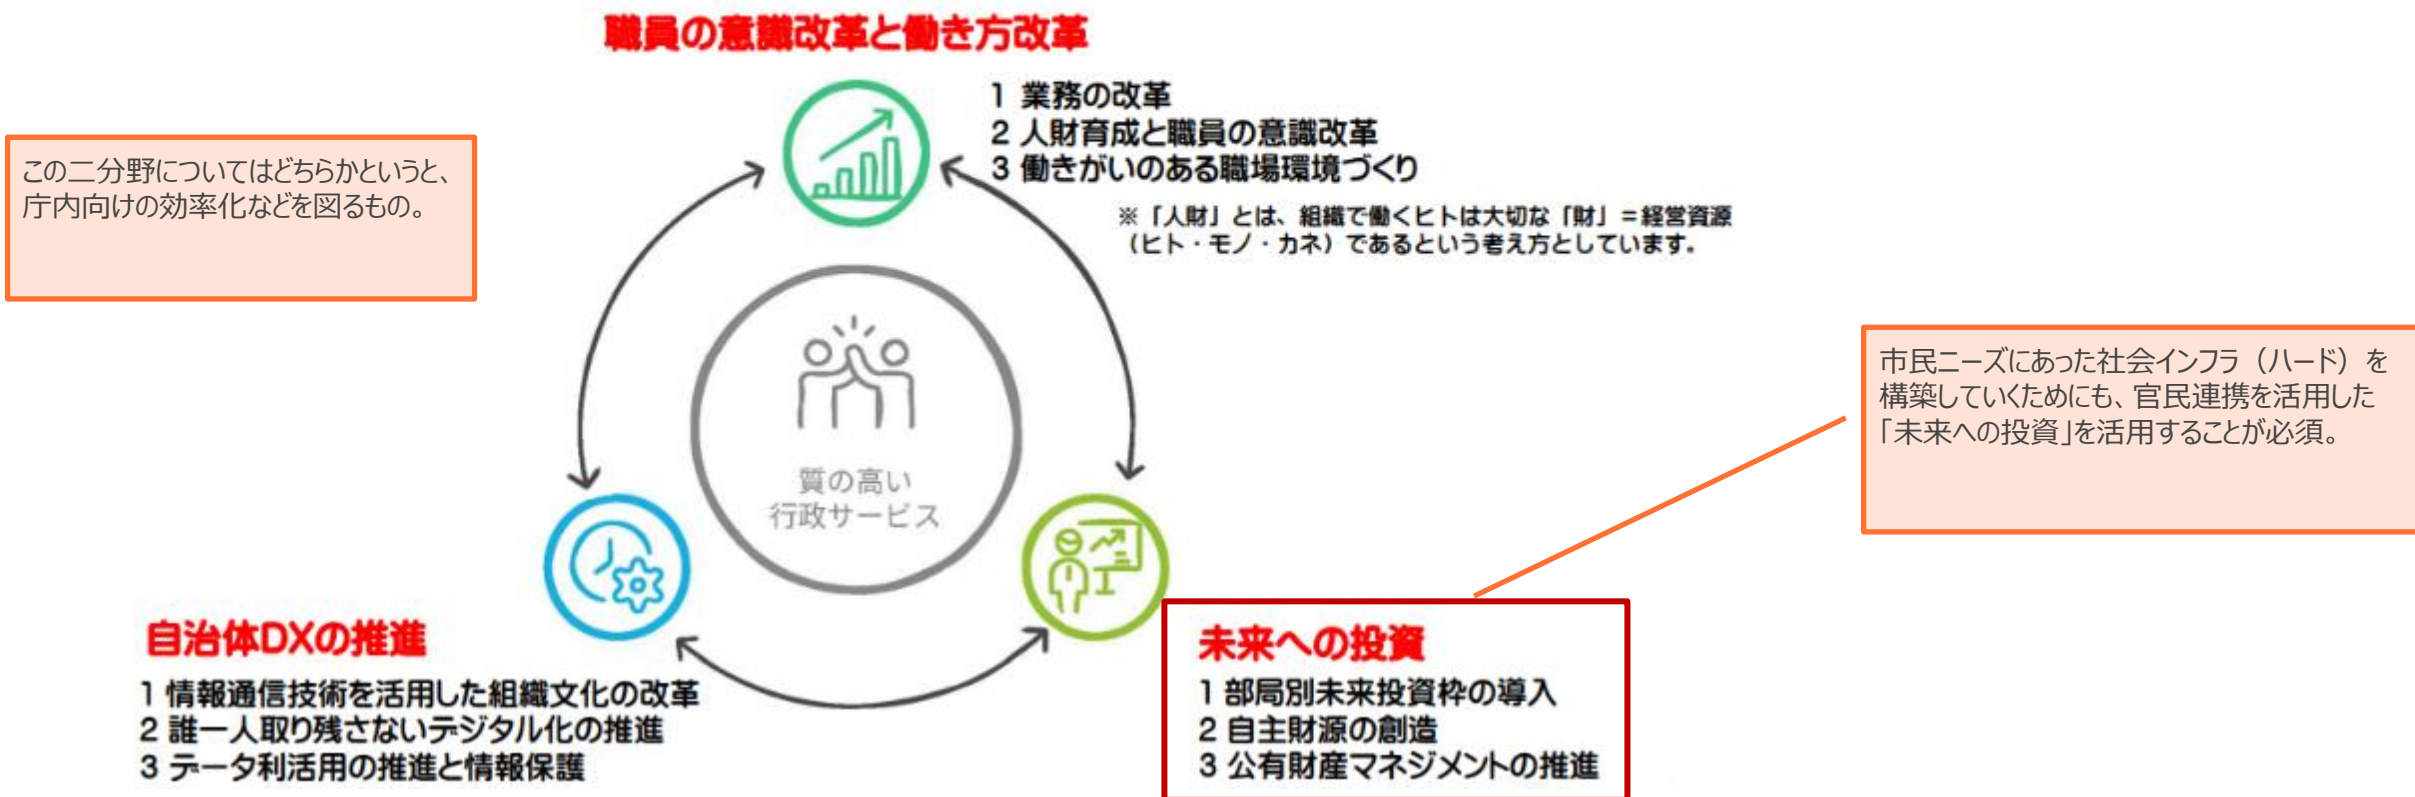 職員の意識改革と働き方改革
1 業務の改革
2 人財育成と職員の意識改革
3 働きがいのある職場環境づくり
※「人財」とは、組織で働くヒトは大切な「財」=経営資源
(ヒト・モノ・カネ)であるという考え方としています。
この二分野についてはどちらかというと、
庁内向けの効率化などを図るもの。
質の高い
行政サービス
市民ニーズにあった社会インフラ(ハード)を
構築していくためにも、官民連携を活用した
「未来への投資」を活用することが必須。
自治体DXの推進
1 情報通信技術を活用した組織文化の改革
2 誰一人取り残さないデジタル化の推進
3 データ利活用の推進と情報保護
未来への投資
1 部局別未来投資枠の導入
2 自主財源の創造
3 公有財産マネジメントの推進